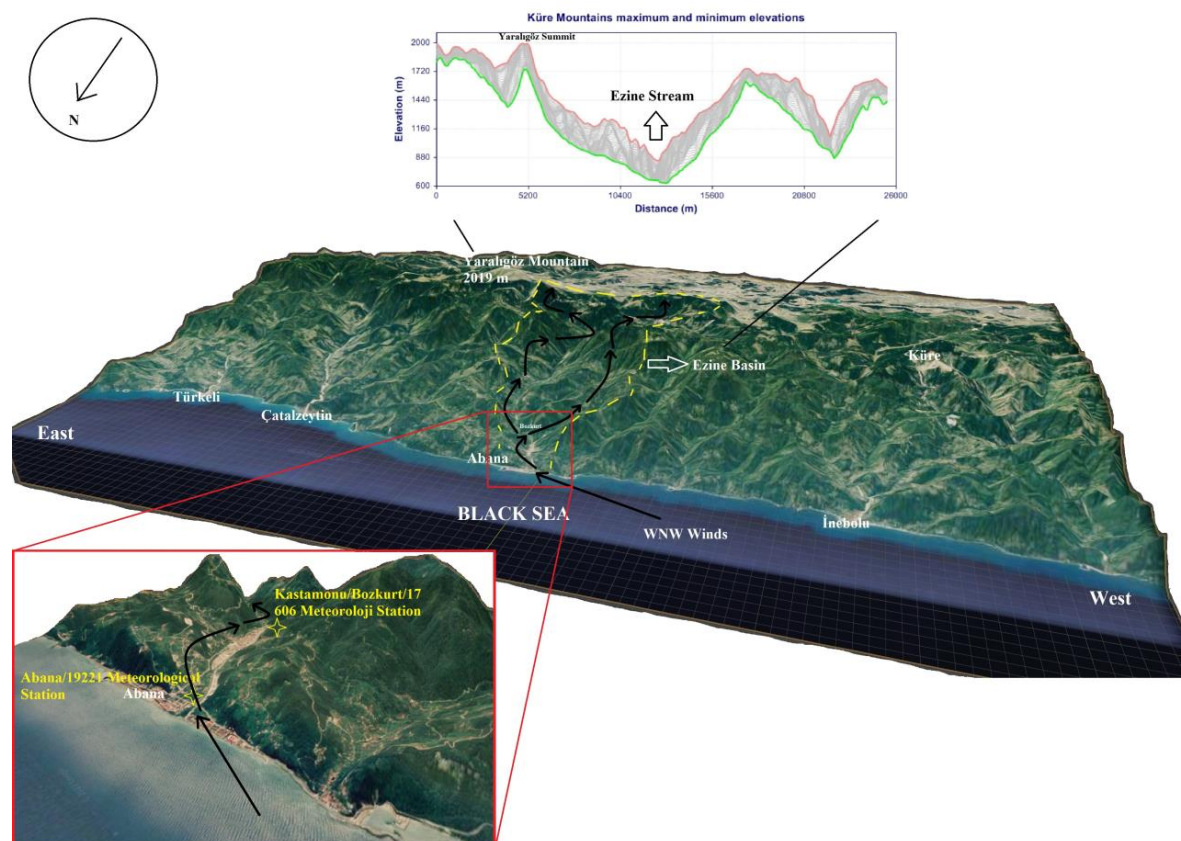 Küre Mountains maximum and minimum elevations
Yaralıgöz Summit
2000
1720
1440
1160
880
600
Elevation (m)
Ezine Stream
0
5200
10400
15600
20800
26000
Distance (m)
N
Yaralıgöz Mountain
2019 m
Küre
Ezine Basin
Türkeli
Çatalzeytin
East
Bozkurt
Abana
BLACK SEA
WNW Winds
İnebolu
West
Kastamonu/Bozkurt/17
606 Meteoroloji Station
Abana/19221 Meteorological
Station
Abana